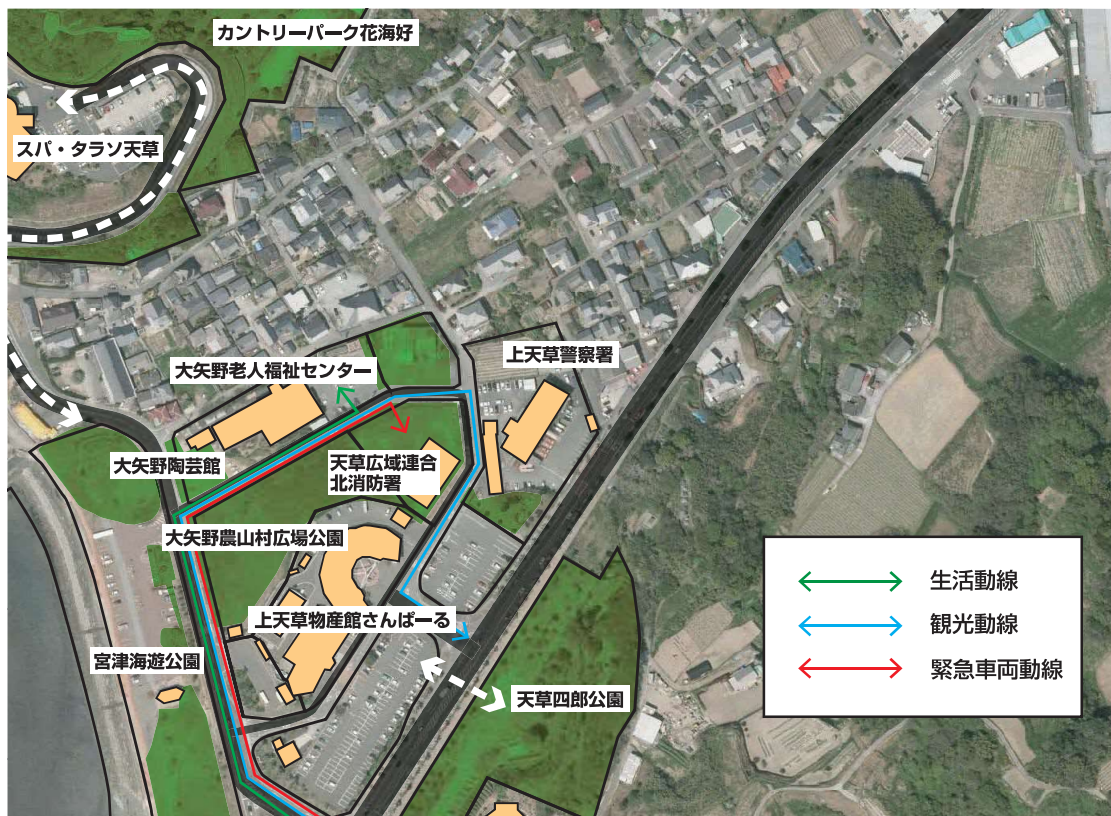 カントリーパーク花海好
スパ・タラソ天草
上天草警察署
大矢野老人福祉センター
大矢野陶芸館
天草広域連合
北消防署
大矢野農山村広場公園
上天草物産館さんぱーる
宮津海遊公園
天草四郎公園
生活動線
観光動線
緊急車両動線